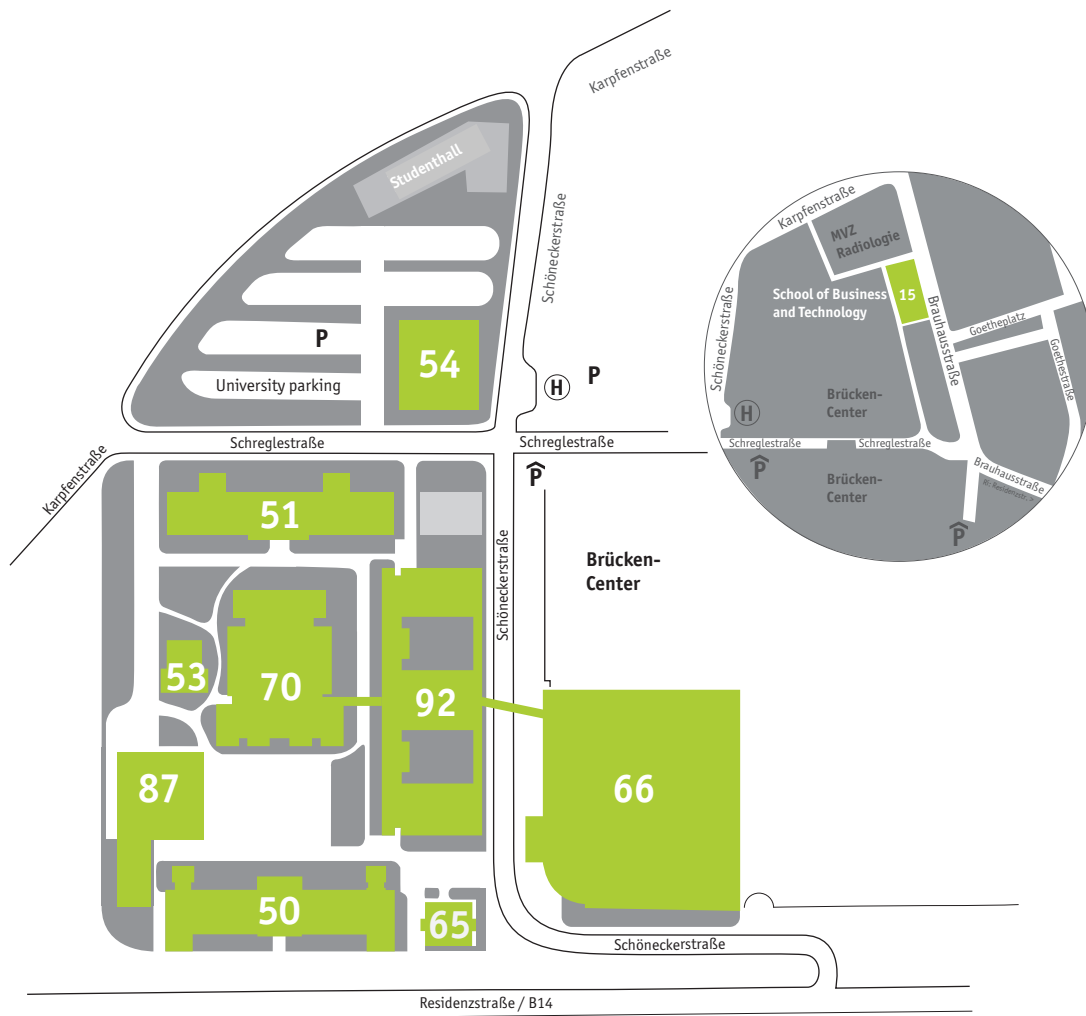 Karpfenstraße
Studenthall
Schöneckerstraße
P
54
University parking
H
P
Schreglestraße
Schreglestraße
Karpfenstraße
P
51
Schöneckerstraße
Brücken-
Center
53
70
92
87
66
50
65
Schöneckerstraße
Residenzstraße / B14
Karpfenstraße
MVZ
Radiologie
School of Business
and Technology
15
Brauhausstraße
Goetheplatz
Goethestraße
Schöneckerstraße
Brücken-
Center
H
Schreglestraße
Schreglestraße
P
Brücken-
Center
Brauhausstraße
Ri. Residenzstr. >
P